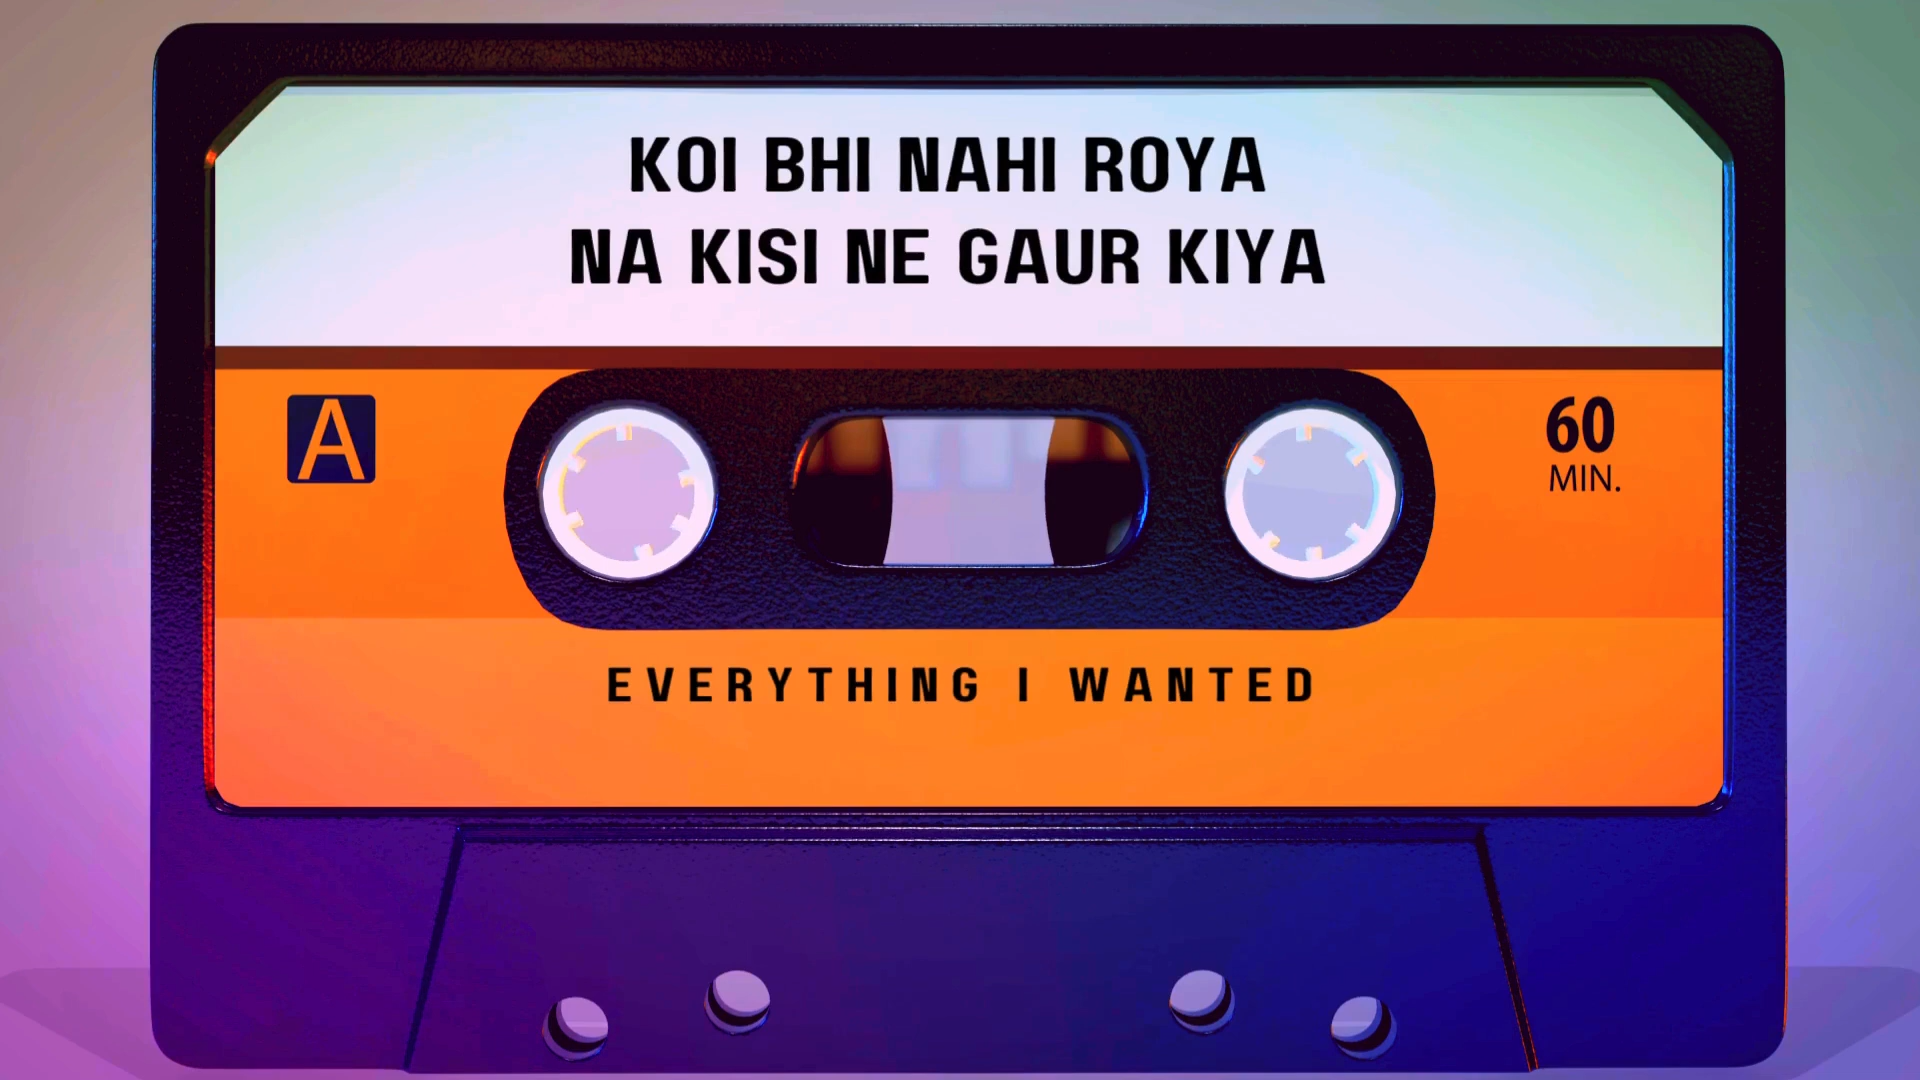 KOI BHI NAHI ROYA
NA KISI NE GAUR KIYA
A
60
MIN.
EVERYTHING I WANTED